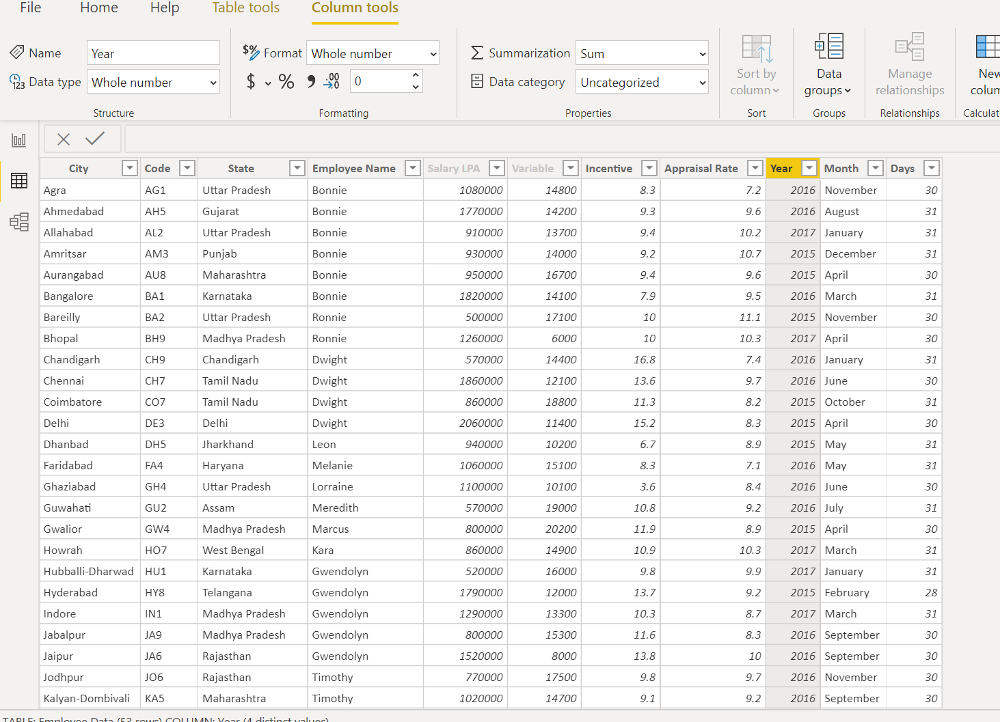 File Home Help Table tools Column tools
Name Year $% Format Whole number Summarization Sum Sort by column Data groups Manage relationships New colum
Data type Whole number $ % , .00 0 Data category Uncategorized
Structure Formatting Properties Sort Groups Relationships Calculat
City Code State Employee Name Salary LPA Variable Incentive Appraisal Rate Year Month Days
Agra AG1 Uttar Pradesh Bonnie 1080000 14800 8.3 7.2 2016 November 30
Ahmedabad AH5 Gujarat Bonnie 1770000 14200 9.3 9.6 2016 August 31
Allahabad AL2 Uttar Pradesh Bonnie 910000 13700 9.4 10.2 2017 January 31
Amritsar AM3 Punjab Bonnie 930000 14000 9.2 10.7 2015 December 31
Aurangabad AU8 Maharashtra Bonnie 950000 16700 9.4 9.6 2015 April 30
Bangalore BA1 Karnataka Bonnie 1820000 14100 7.9 9.5 2016 March 31
Bareilly BA2 Uttar Pradesh Ronnie 500000 17100 10 11.1 2015 November 30
Bhopal BH9 Madhya Pradesh Ronnie 1260000 6000 10 10.3 2017 April 30
Chandigarh CH9 Chandigarh Dwight 570000 14400 16.8 7.4 2016 January 31
Chennai CH7 Tamil Nadu Dwight 1860000 12100 13.6 9.7 2016 June 30
Coimbatore CO7 Tamil Nadu Dwight 860000 18800 11.3 8.2 2015 October 31
Delhi DE3 Delhi Dwight 2060000 11400 15.2 8.3 2015 April 30
Dhanbad DH5 Jharkhand Leon 940000 10200 6.7 8.9 2015 May 31
Faridabad FA4 Haryana Melanie 1060000 15100 8.3 7.1 2016 May 31
Ghaziabad GH4 Uttar Pradesh Lorraine 1100000 10100 3.6 8.4 2016 June 30
Guwahati GU2 Assam Meredith 570000 19000 10.8 9.2 2016 July 31
Gwalior GW4 Madhya Pradesh Marcus 800000 20200 11.9 8.9 2015 April 30
Howrah HO7 West Bengal Kara 860000 14900 10.9 10.3 2017 March 31
Hubballi-Dharwad HU1 Karnataka Gwendolyn 520000 16000 9.8 9.9 2017 January 31
Hyderabad HY8 Telangana Gwendolyn 1790000 12000 13.7 9.2 2015 February 28
Indore IN1 Madhya Pradesh Gwendolyn 1290000 13300 10.3 8.7 2017 March 31
Jabalpur JA9 Madhya Pradesh Gwendolyn 800000 15300 11.6 8.3 2016 September 30
Jaipur JA6 Rajasthan Gwendolyn 1520000 8000 13.8 10 2016 September 30
Jodhpur JO6 Rajasthan Timothy 770000 17500 9.8 9.7 2016 November 30
Kalyan-Dombivali KA5 Maharashtra Timothy 1020000 14700 9.1 9.2 2016 September 30
TABLE: Employee Data (53 rows) COLUMN: Year (4 distinct values)